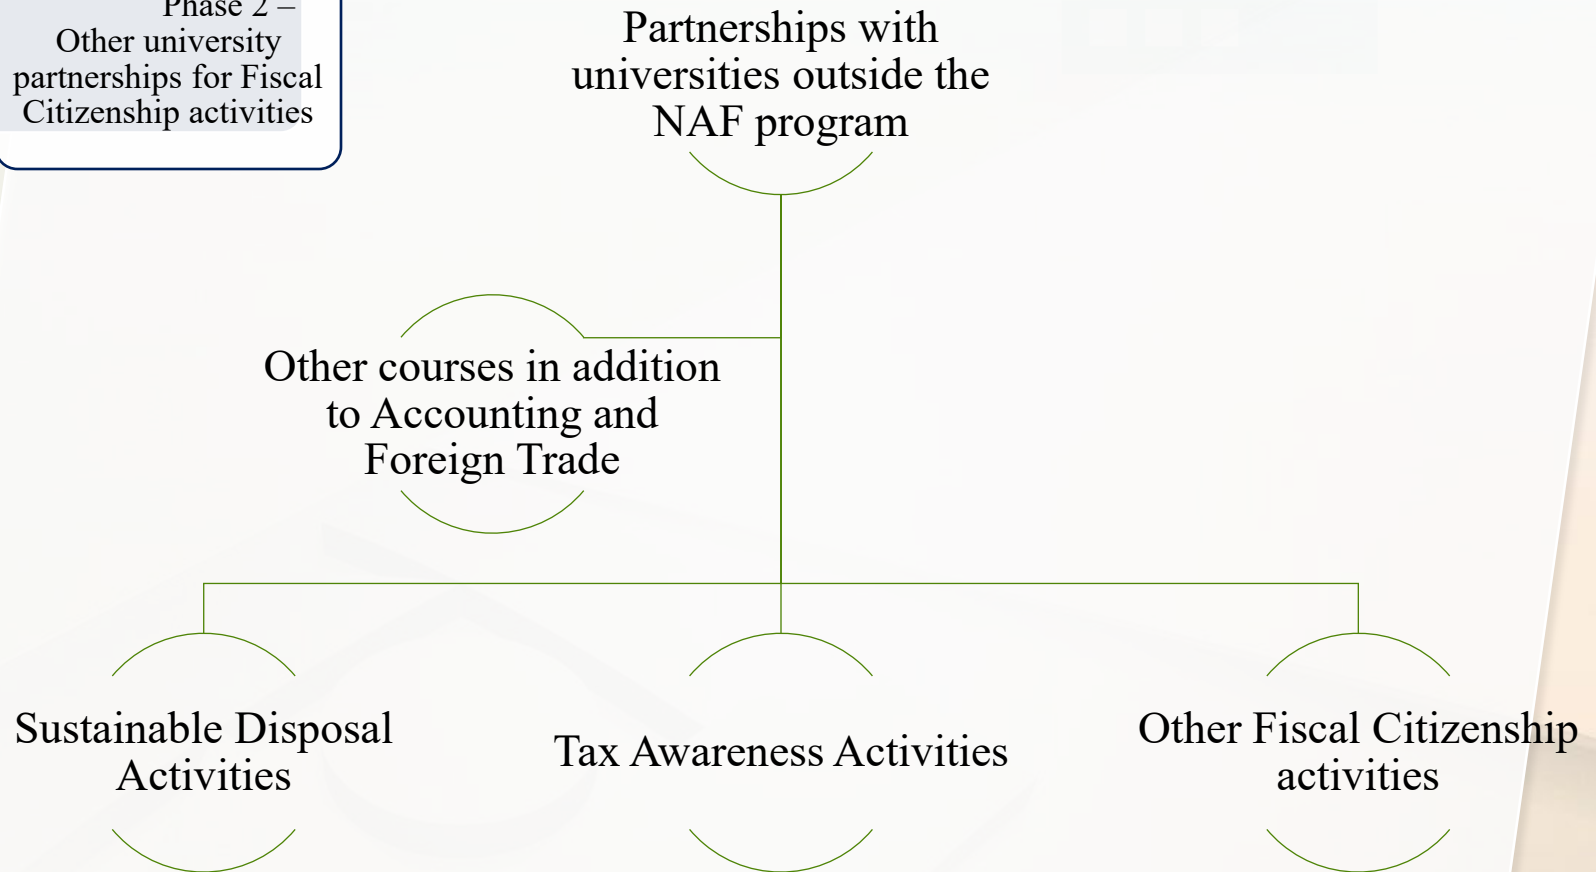 Phase 2 –
Other university
partnerships for Fiscal
Citizenship activities
Partnerships with
universities outside the
NAF program
Other courses in addition
to Accounting and
Foreign Trade
Sustainable Disposal
Activities
Tax Awareness Activities
Other Fiscal Citizenship
activities